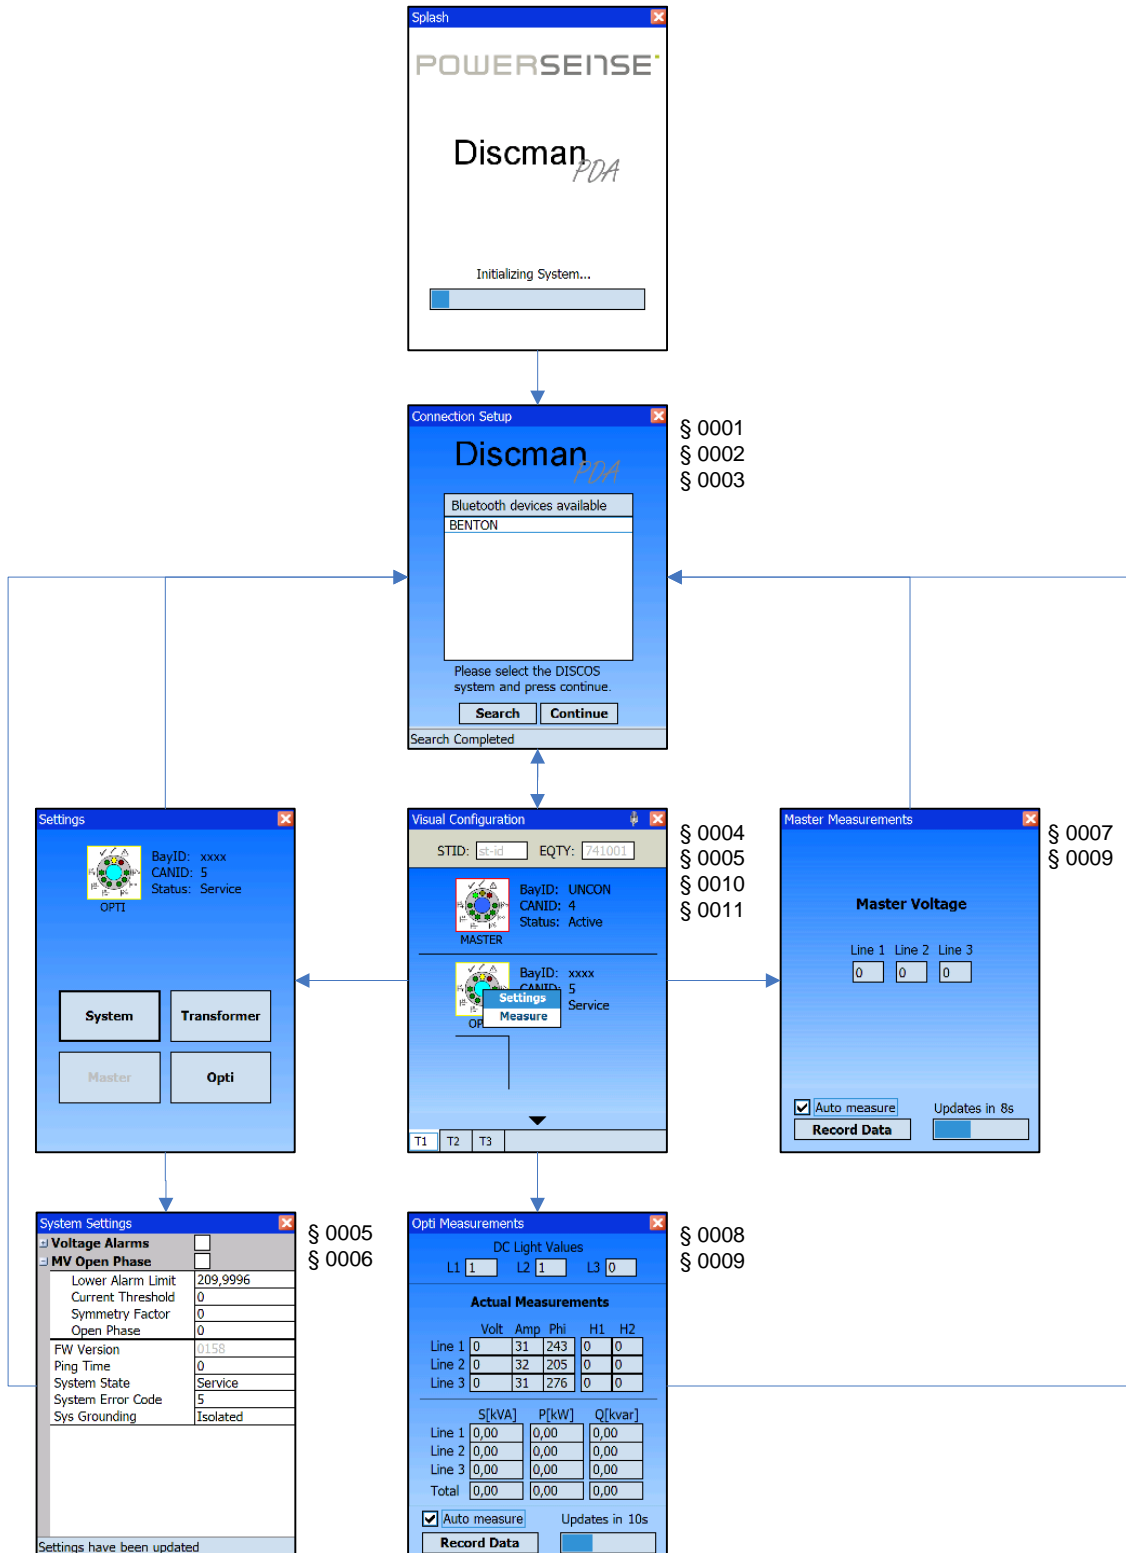 Splash
POWERSENSE
Discman
PDA
Initializing System...
Connection Setup
§ 0001
§ 0002
§ 0003
Discman
PDA
Bluetooth devices available
BENTON
Please select the DISCOS
system and press continue.
Search Continue
Search Completed
Settings
BayID: xxxx
CANID: 5
Status: Service
OPTI
System Transformer
Master Opti
Visual Configuration
§ 0004
§ 0005
§ 0010
§ 0011
STID: st-id EQTY: 741001
BayID: UNCON
CANID: 4
Status: Active
MASTER
BayID: xxxx
CANID: 5
Service
OP
Settings
Measure
T1 T2 T3
Master Measurements
§ 0007
§ 0009
Master Voltage
Line 1 Line 2 Line 3
0 0 0
Auto measure Updates in 8s
Record Data
System Settings
§ 0005
§ 0006
Voltage Alarms
MV Open Phase
Lower Alarm Limit 209,9996
Current Threshold 0
Symmetry Factor 0
Open Phase 0
FW Version 0158
Ping Time 0
System State Service
System Error Code 5
Sys Grounding Isolated
Settings have been updated
Opti Measurements
§ 0008
§ 0009
DC Light Values
L1 1 L2 1 L3 0
Actual Measurements
Volt Amp Phi H1 H2
Line 1 0 31 243 0 0
Line 2 0 32 205 0 0
Line 3 0 31 276 0 0
S[kVA] P[kW] Q[kvar]
Line 1 0,00 0,00 0,00
Line 2 0,00 0,00 0,00
Line 3 0,00 0,00 0,00
Total 0,00 0,00 0,00
Auto measure Updates in 10s
Record Data